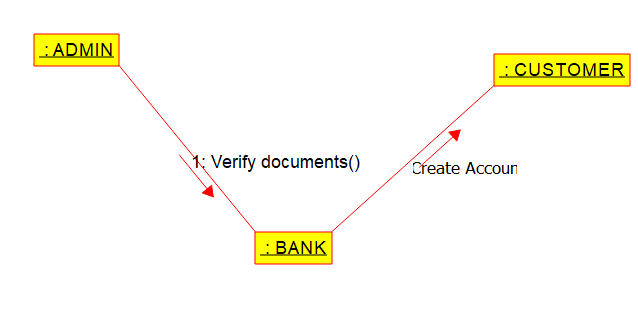 : ADMIN
: CUSTOMER
1: Verify documents()
Create Accoun
: BANK